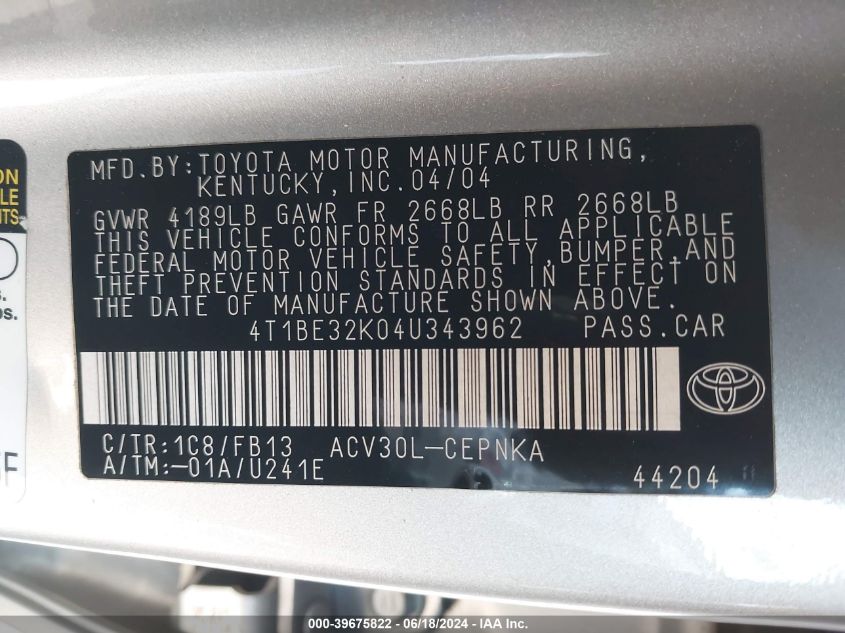 ON
LE
NTS
MFD.BY:TOYOTA MOTOR MANUFACTURING,
KENTUCKY,INC.04/04
GVWR 4189LB GAWR FR 2668LB RR 2668LB
THIS VEHICLE CONFORMS TO ALL APPLICABLE
FEDERAL MOTOR VEHICLE SAFETY,BUMPER,AND
THEFT PREVENTION STANDARDS IN EFFECT ON
THE DATE OF MANUFACTURE SHOWN ABOVE.
4T1BE32K04U343962 PASS.CAR
C/TR:1C8/FB13 ACV30L-CEPNKA
A/TM:-01A/U241E
44204
000-39675822 - 06/18/2024 - IAA Inc.